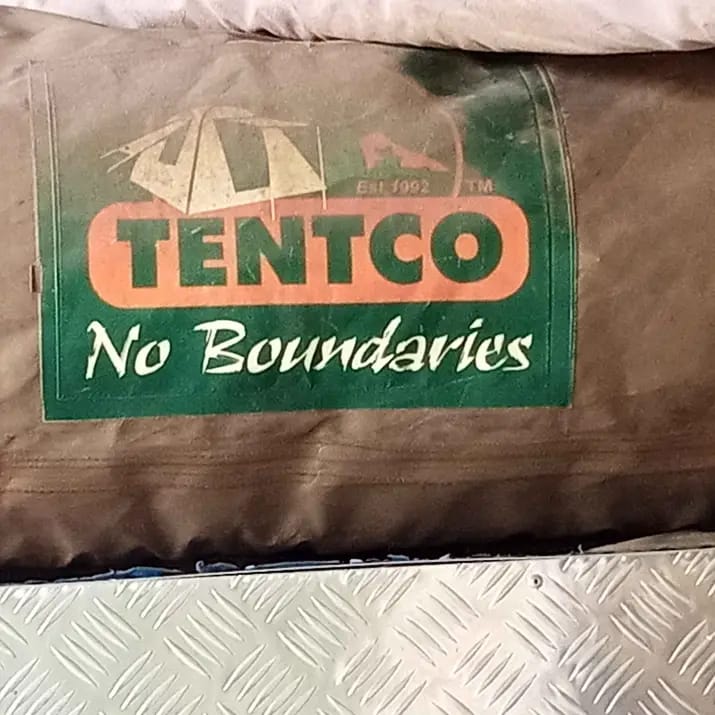 Est 1992 TM
TENTCO
No Boundaries